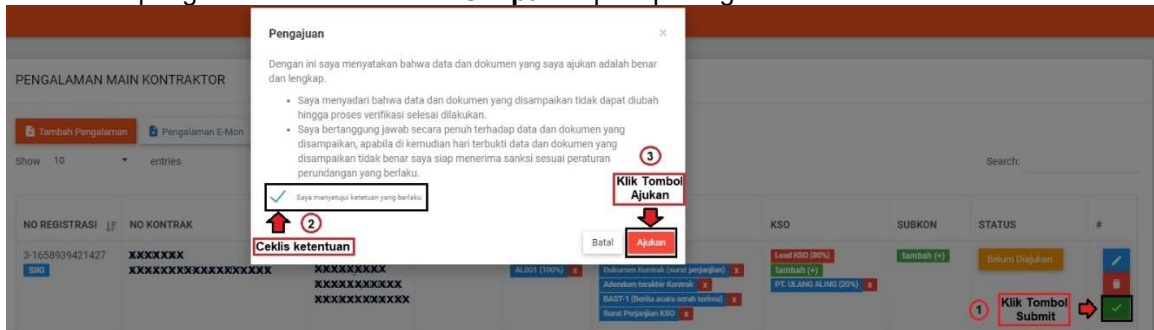 Pengajuan ×
Dengan ini saya menyatakan bahwa data dan dokumen yang saya ajukan adalah benar
dan lengkap.
Saya menyadari bahwa data dan dokumen yang disampaikan tidak dapat diubah
hingga proses verifikasi selesai dilakukan.
Saya bertanggung jawab secara penuh terhadap data dan dokumen yang
disampaikan, apabila di kemudian hari terbukti data dan dokumen yang
disampaikan tidak benar saya siap menerima sanksi sesuai peraturan
perundangan yang berlaku.
Saya menyetujui ketetuan yang berlaku
2
Ceklis ketentuan
3
Klik Tombol
Ajukan
Batal Ajukan
PENGALAMAN MAIN KONTRAKTOR
Tambah Pengalaman Pengalaman E-Mon
Show 10 entries Search:
NO REGISTRASI NO KONTRAK KSO SUBKON STATUS #
3-1658939421427
SIKI
XXXXXXX
XXXXXXXXXXXXXXXXXX
XXXXXXXXX
XXXXXXXXXXX
XXXXXXXXXXXX
AL001 (100%) x
Dokumen Kontrak (surat perjanjian) x
Adendum terakhir Kontrak x
BAST-1 (Berita acara serah terima) x
Surat Perjanjian KSO x
Lead KSO (80%)
tambah (+)
PT. ULANG ALING (20%) x
tambah (+)
Belum Diajukan
1
Klik Tombol
Submit